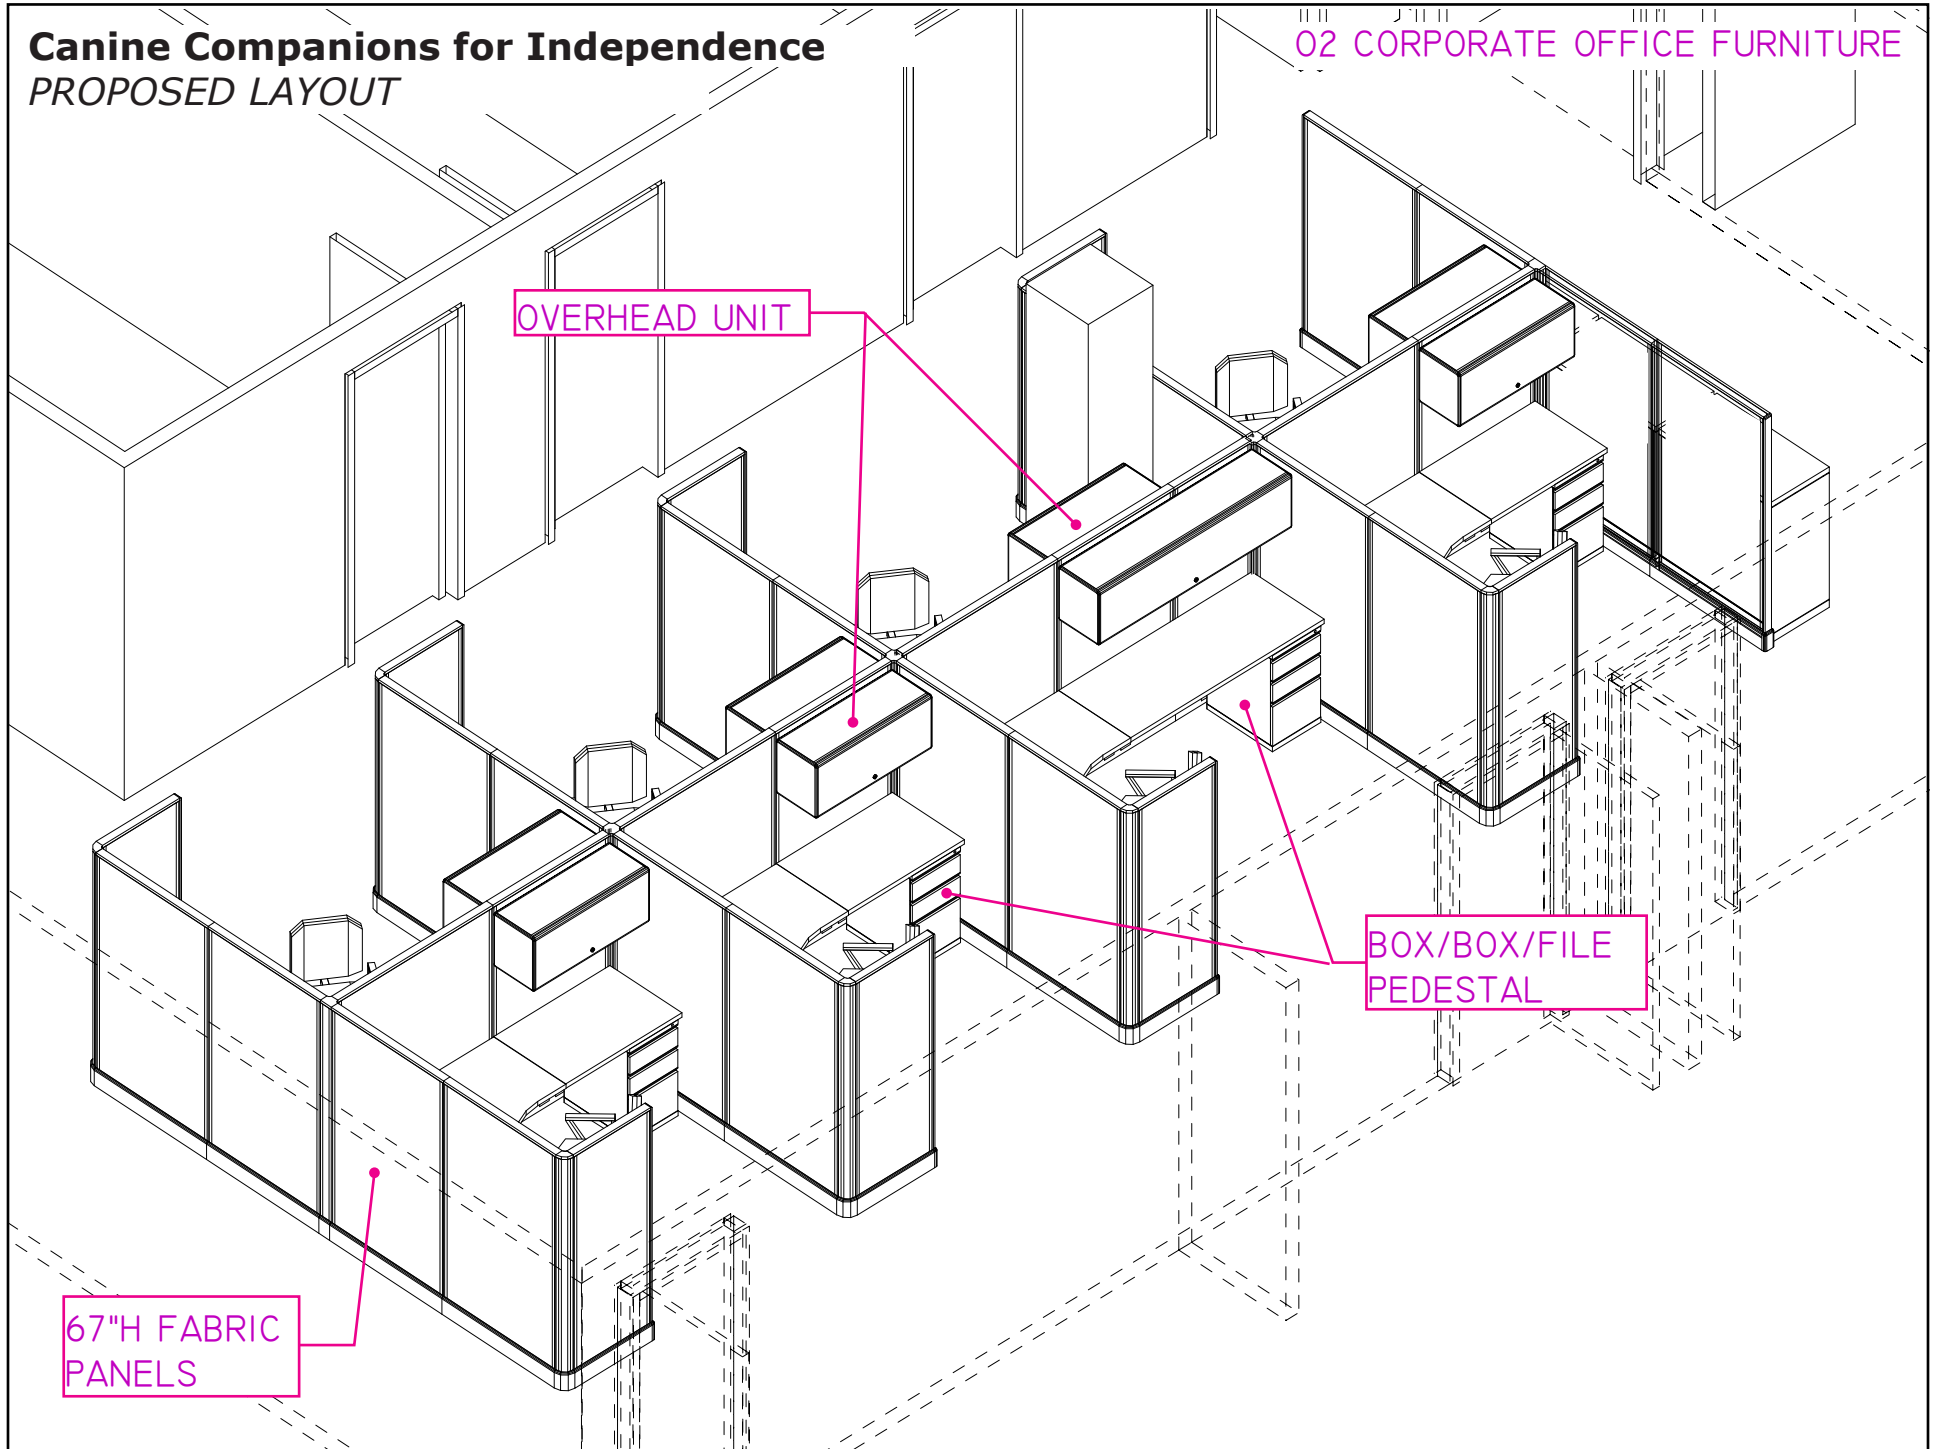 Canine Companions for Independence
PROPOSED LAYOUT
02 CORPORATE OFFICE FURNITURE
OVERHEAD UNIT
BOX/BOX/FILE
PEDESTAL
67"H FABRIC
PANELS